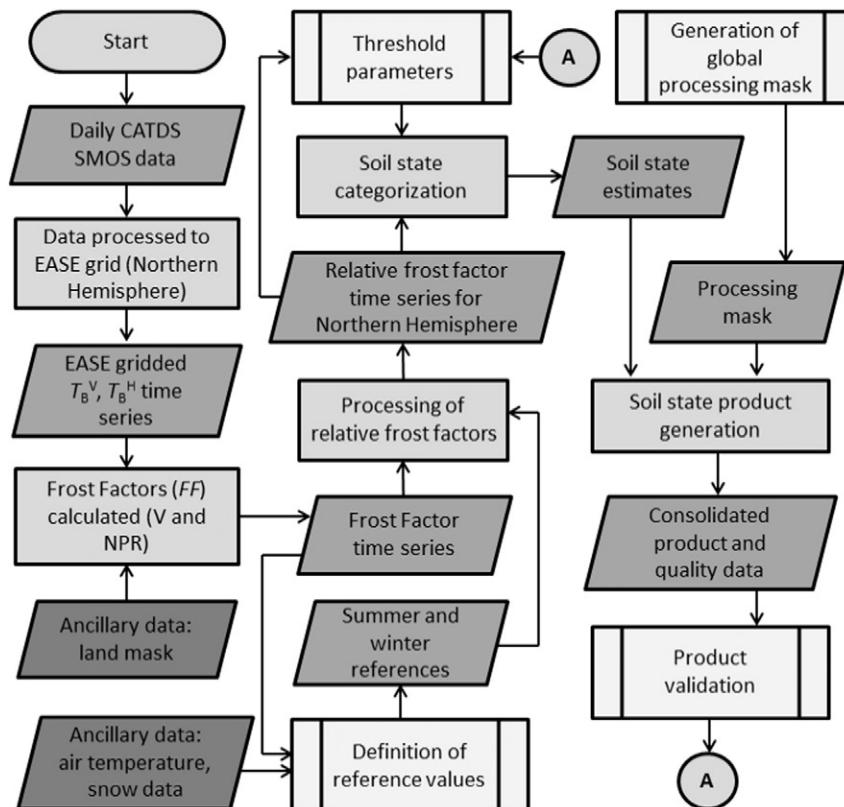 Start
Daily CATDS
SMOS data
Data processed to
EASE grid (Northern
Hemisphere)
EASE gridded
T_B^V, T_B^H time
series
Frost Factors (FF)
calculated (V and
NPR)
Ancillary data:
land mask
Ancillary data:
air temperature,
snow data
Threshold
parameters
A
Soil state
categorization
Relative frost factor
time series for
Northern Hemisphere
Processing of
relative frost factors
Frost Factor
time series
Summer and
winter
references
Definition of
reference values
Generation of
global
processing mask
Soil state
estimates
Processing
mask
Soil state product
generation
Consolidated
product and
quality data
Product
validation
A